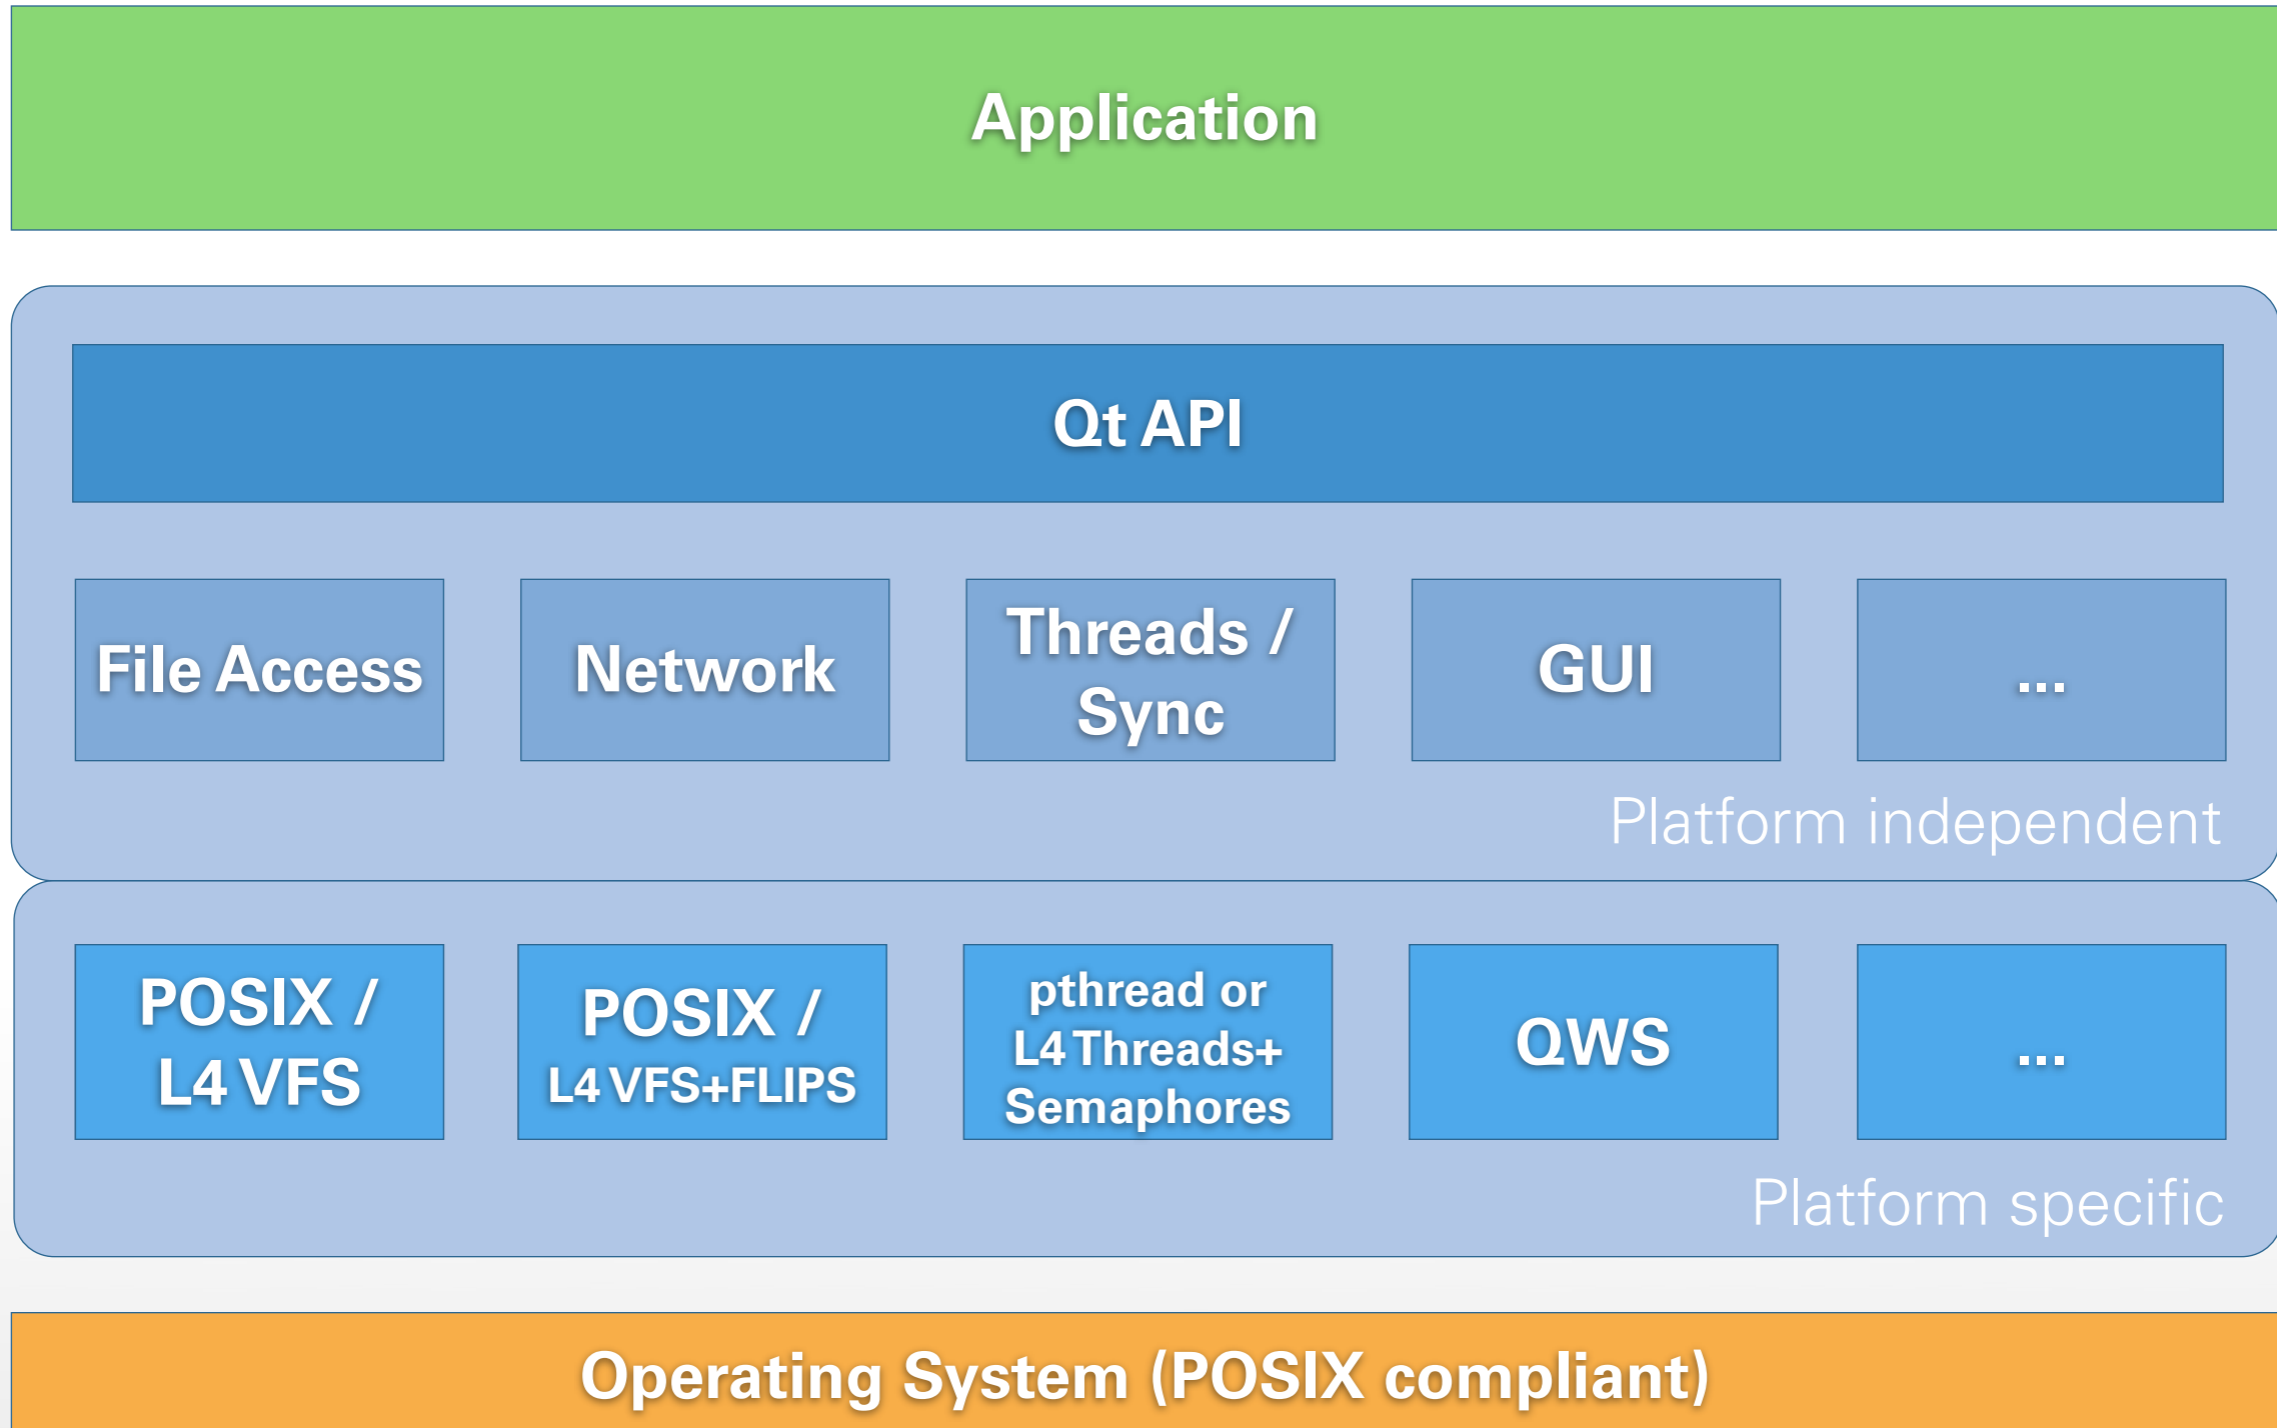 Application
Qt API
File Access
Network
Threads /
Sync
GUI
...
Platform independent
POSIX /
L4 VFS
POSIX /
L4 VFS+FLIPS
pthread or
L4 Threads+
Semaphores
QWS
...
Platform specific
Operating System (POSIX compliant)